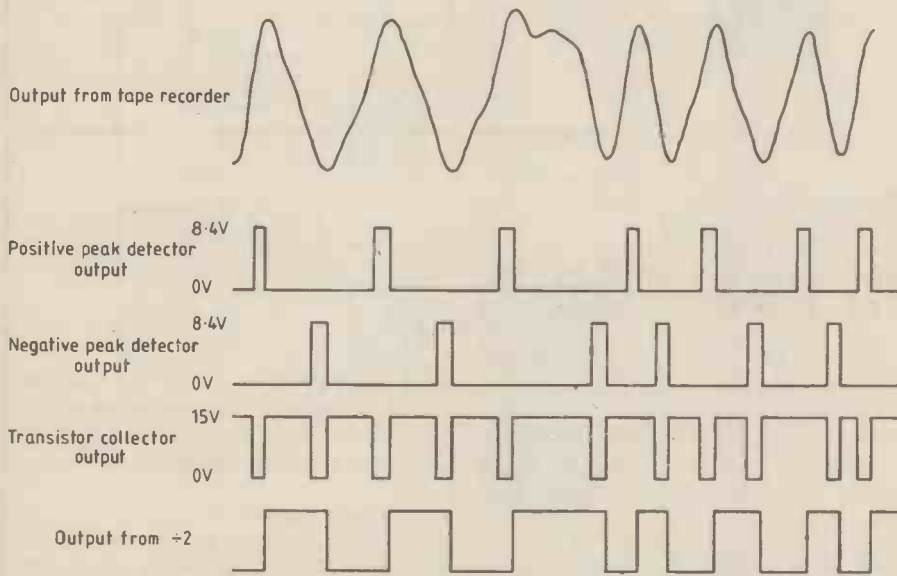 Output from tape recorder
8·4V
Positive peak detector
output
0V
8·4V
Negative peak detector
output
0V
15V
Transistor collector
output
0V
Output from ÷2